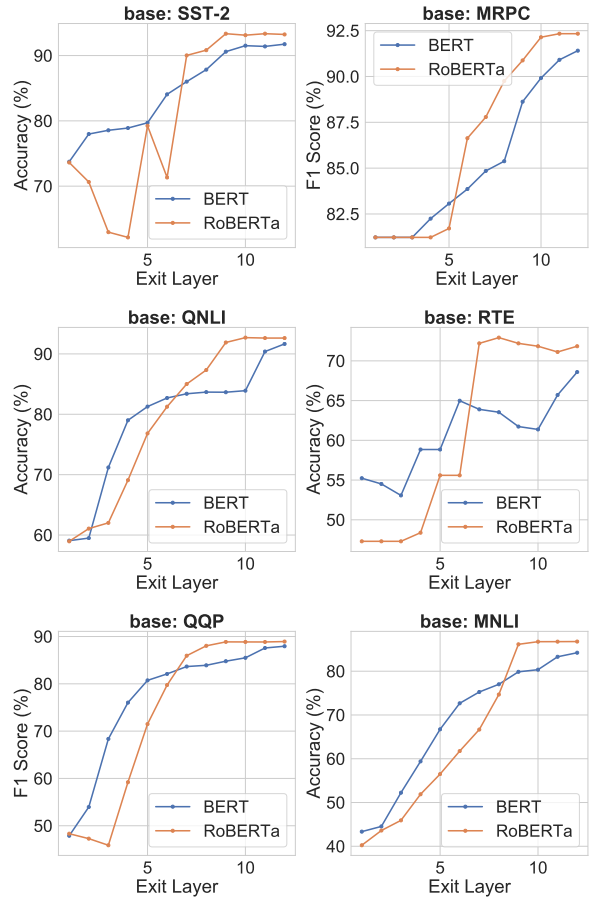 base: SST-2
Accuracy (%)
90
80
70
5
10
Exit Layer
BERT
RoBERTa
base: MRPC
F1 Score (%)
92.5
90.0
87.5
85.0
82.5
5
10
Exit Layer
BERT
RoBERTa
base: QNLI
Accuracy (%)
90
80
70
60
5
10
Exit Layer
BERT
RoBERTa
base: RTE
Accuracy (%)
70
65
60
55
50
5
10
Exit Layer
BERT
RoBERTa
base: QQP
F1 Score (%)
90
80
70
60
50
5
10
Exit Layer
BERT
RoBERTa
base: MNLI
Accuracy (%)
80
70
60
50
40
5
10
Exit Layer
BERT
RoBERTa